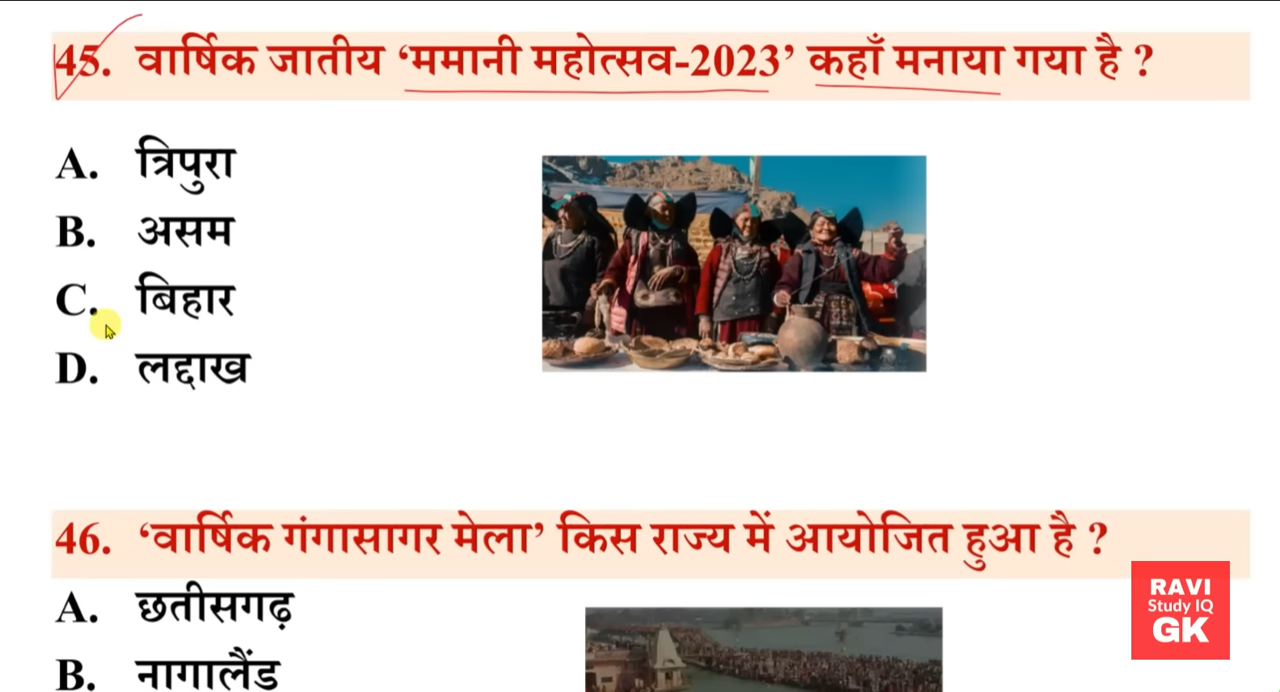 45. वार्षिक जातीय ‘ममानी महोत्सव-2023’ कहाँ मनाया गया है ?
A. त्रिपुरा
B. असम
C. बिहार
D. लद्दाख
46. ‘वार्षिक गंगासागर मेला’ किस राज्य में आयोजित हुआ है ?
A. छतीसगढ़
B. नागालैंड
RAVI
Study IQ
GK